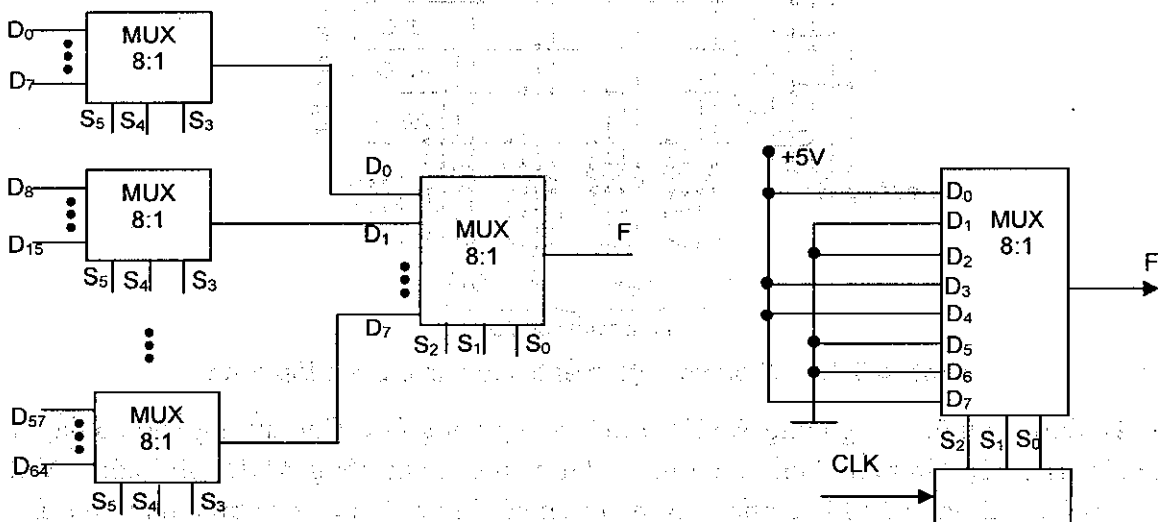 D₀
D₇
MUX
8:1
S₅ S₄ S₃
D₈
D₁₅
MUX
8:1
S₅ S₄ S₃
D₅₇
D₆₄
MUX
8:1
S₅ S₄ S₃
D₀
D₁
D₇
MUX
8:1
S₂ S₁ S₀
F
+5V
D₀
D₁
D₂
D₃
D₄
D₅
D₆
D₇
MUX
8:1
S₂ S₁ S₀
F
CLK